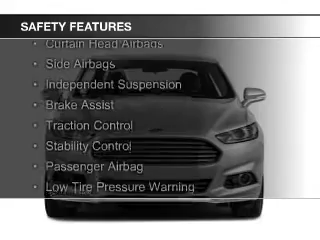 SAFETY FEATURES
• Curtain Head Airbags
• Side Airbags
• Independent Suspension
• Brake Assist
• Traction Control
• Stability Control
• Passenger Airbag
• Low Tire Pressure Warning